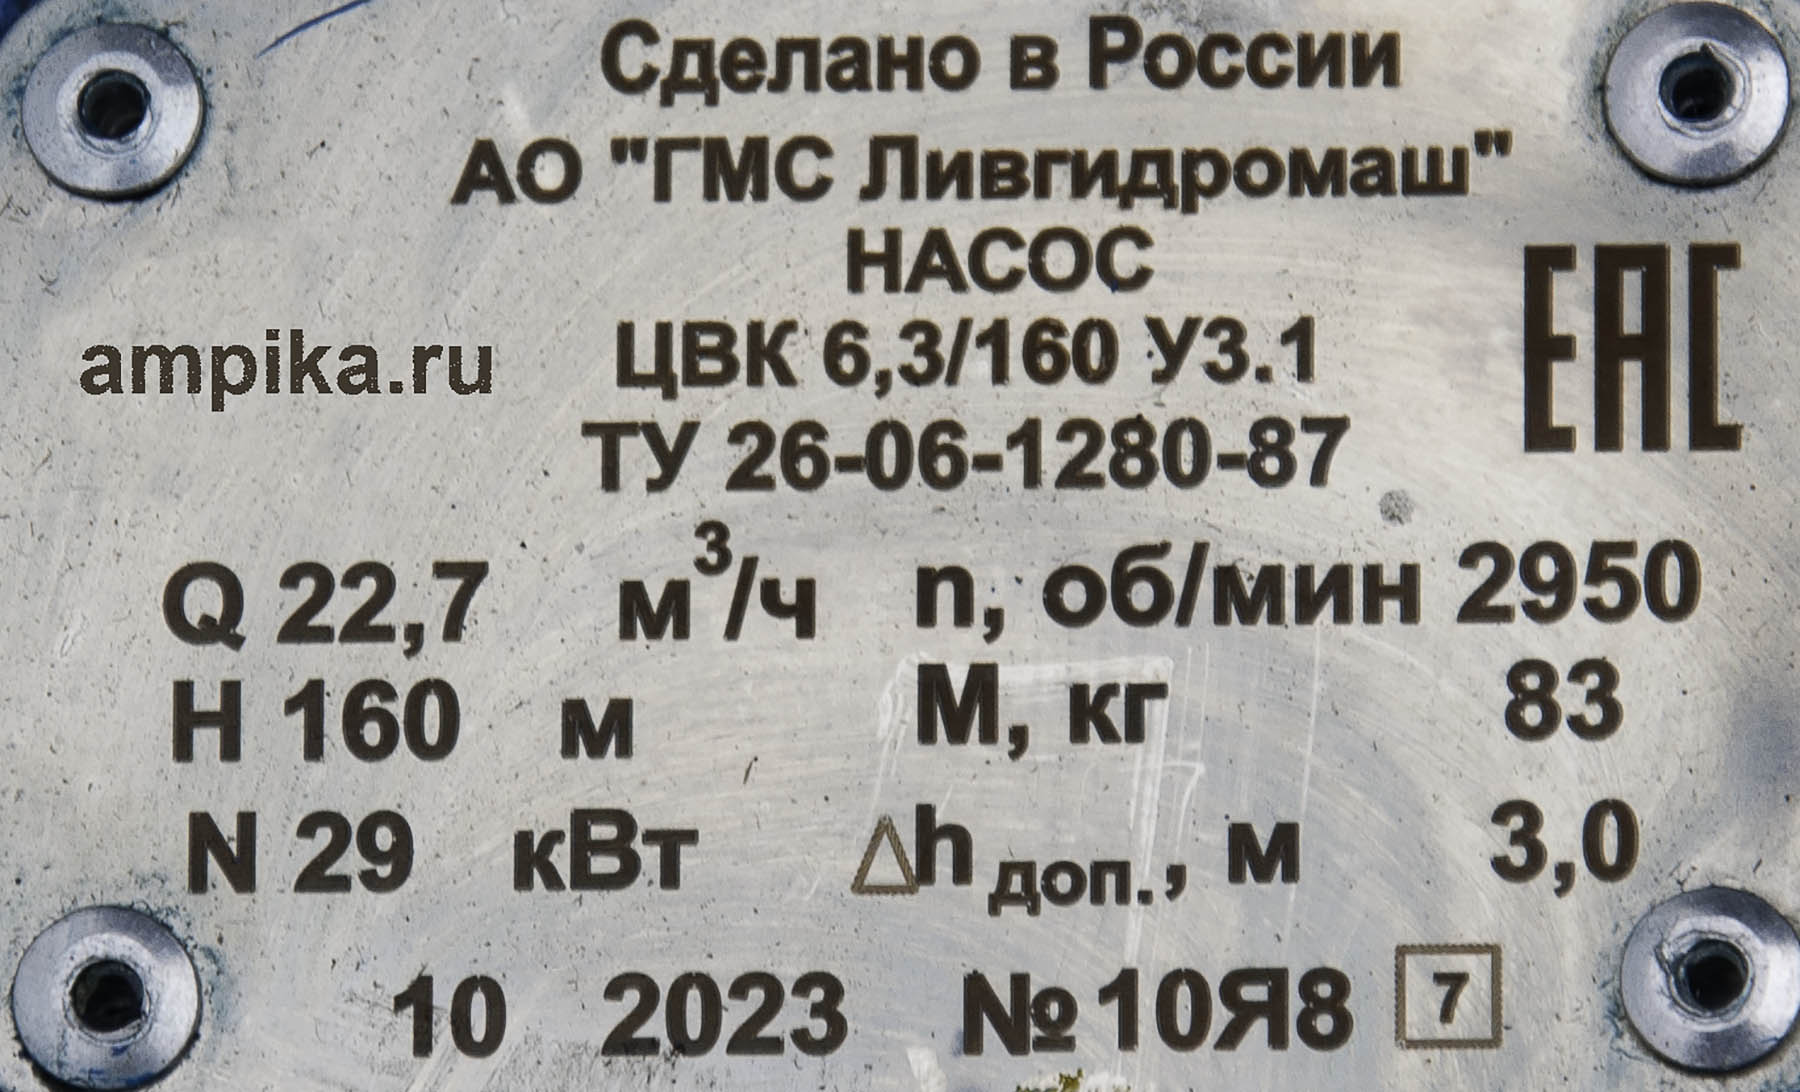 Сделано в России
АО "ГМС Ливгидромаш"
НАСОС
ЕАС
ampika.ru
ЦВК 6,3/160 У3.1
ТУ 26-06-1280-87
Q 22,7 м³/ч n, об/мин 2950
H 160 м М, кг 83
N 29 кВт △h доп., м 3,0
10 2023 №10Я8 7